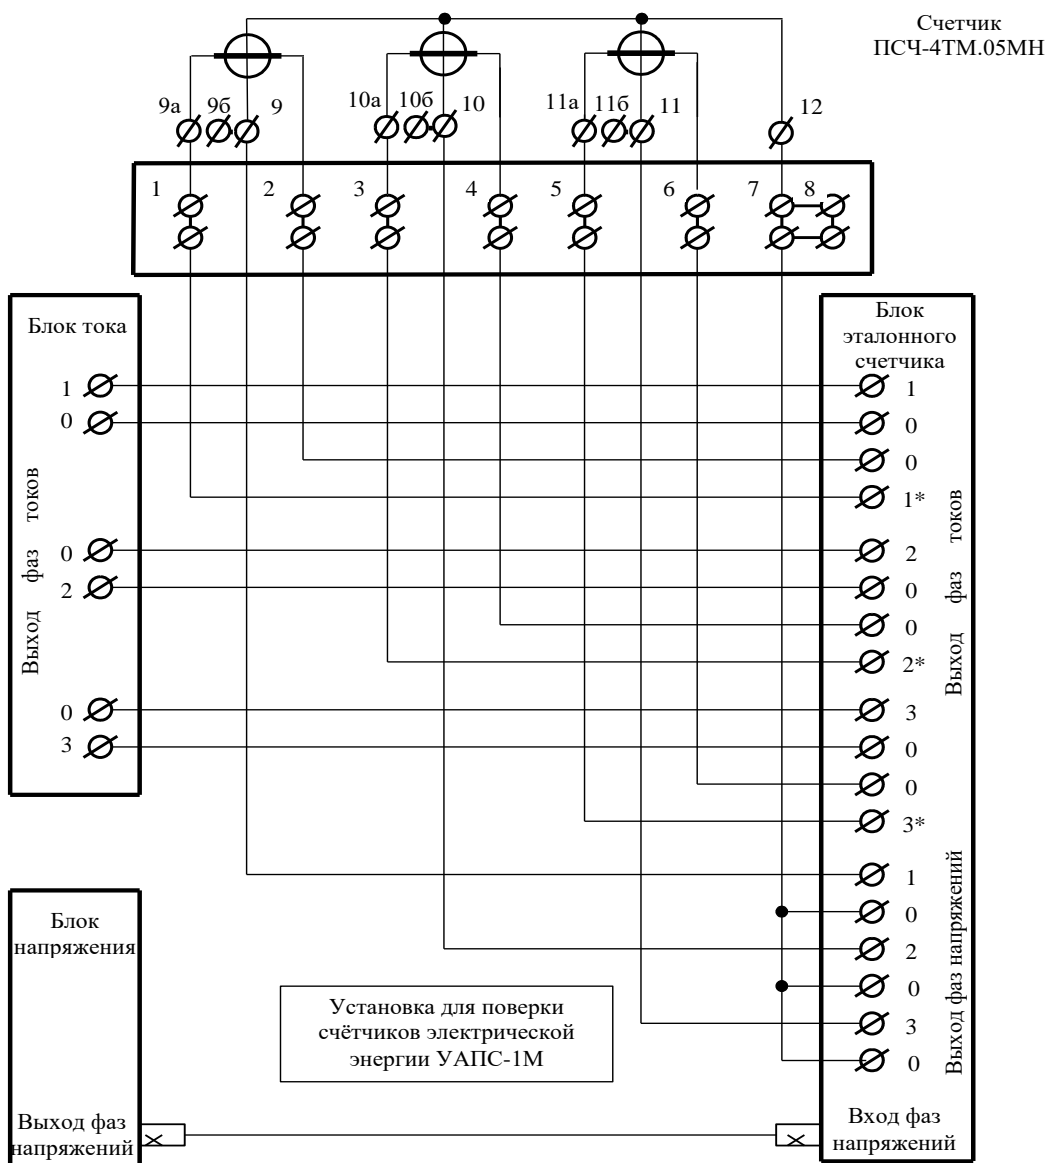 Счетчик
ПСЧ-4ТМ.05МН
9а 9б 9 10а 10б 10 11а 11б 11 12
1 2 3 4 5 6 7 8
Блок тока
1
0
0
2
0
3
Выход фаз токов
Блок
эталонного
счетчика
1
0
0
1*
2
0
0
2*
3
0
0
3*
Выход фаз токов
1
0
2
0
3
0
Выход фаз напряжений
Вход фаз
напряжений
Блок
напряжения
Выход фаз
напряжений
Установка для поверки
счётчиков электрической
энергии УАПС-1М